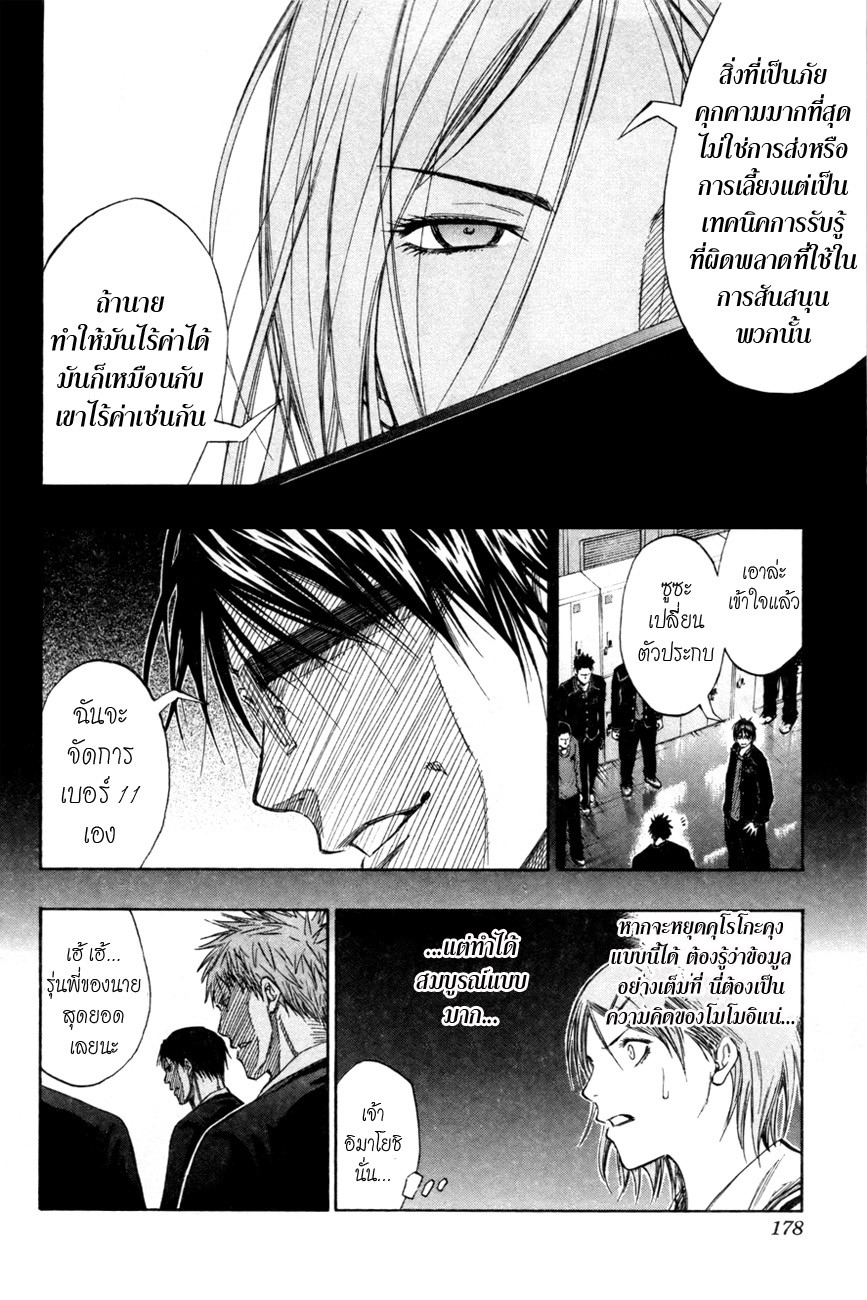 สิ่งที่เป็นภัย
คุกคามมากที่สุด
ไม่ใช่การส่งหรือ
การเลี้ยงแต่เป็น
เทคนิคการรับรู้
ที่ผิดพลาดที่ใช้ใน
การสันสนุน
พวกนั้น
ถ้านาย
ทำให้มันไร้ค่าได้
มันก็เหมือนกับ
เขาไร้ค่าเช่นกัน
เอาล่ะ
เข้าใจแล้ว
ซูซะ
เปลี่ยน
ตัวประกบ
ฉันจะ
จัดการ
เบอร์ 11
เอง
หากจะหยุดคุโรโกะคุง
แบบนี้ได้ ต้องรู้ว่าข้อมูล
อย่างเต็มที่ นี่ต้องเป็น
ความคิดของโมโมอิแน่...
...แต่ทำได้
สมบูรณ์แบบ
มาก...
เจ้า
อิมาโยชิ
นั่น...
เฮ้ เฮ้...
รุ่นพี่ของนาย
สุดยอด
เลยนะ
178